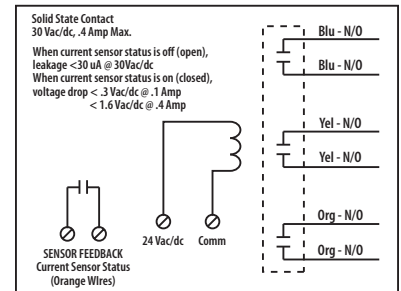 Solid State Contact
30 Vac/dc, .4 Amp Max.
When current sensor status is off (open),
leakage <30 uA @ 30Vac/dc
When current sensor status is on (closed),
voltage drop < .3 Vac/dc @ .1 Amp
< 1.6 Vac/dc @ .4 Amp
Blu - N/O
Blu - N/O
Yel - N/O
Yel - N/O
Org - N/O
Org - N/O
24 Vac/dc Comm
SENSOR FEEDBACK
Current Sensor Status
(Orange WIres)